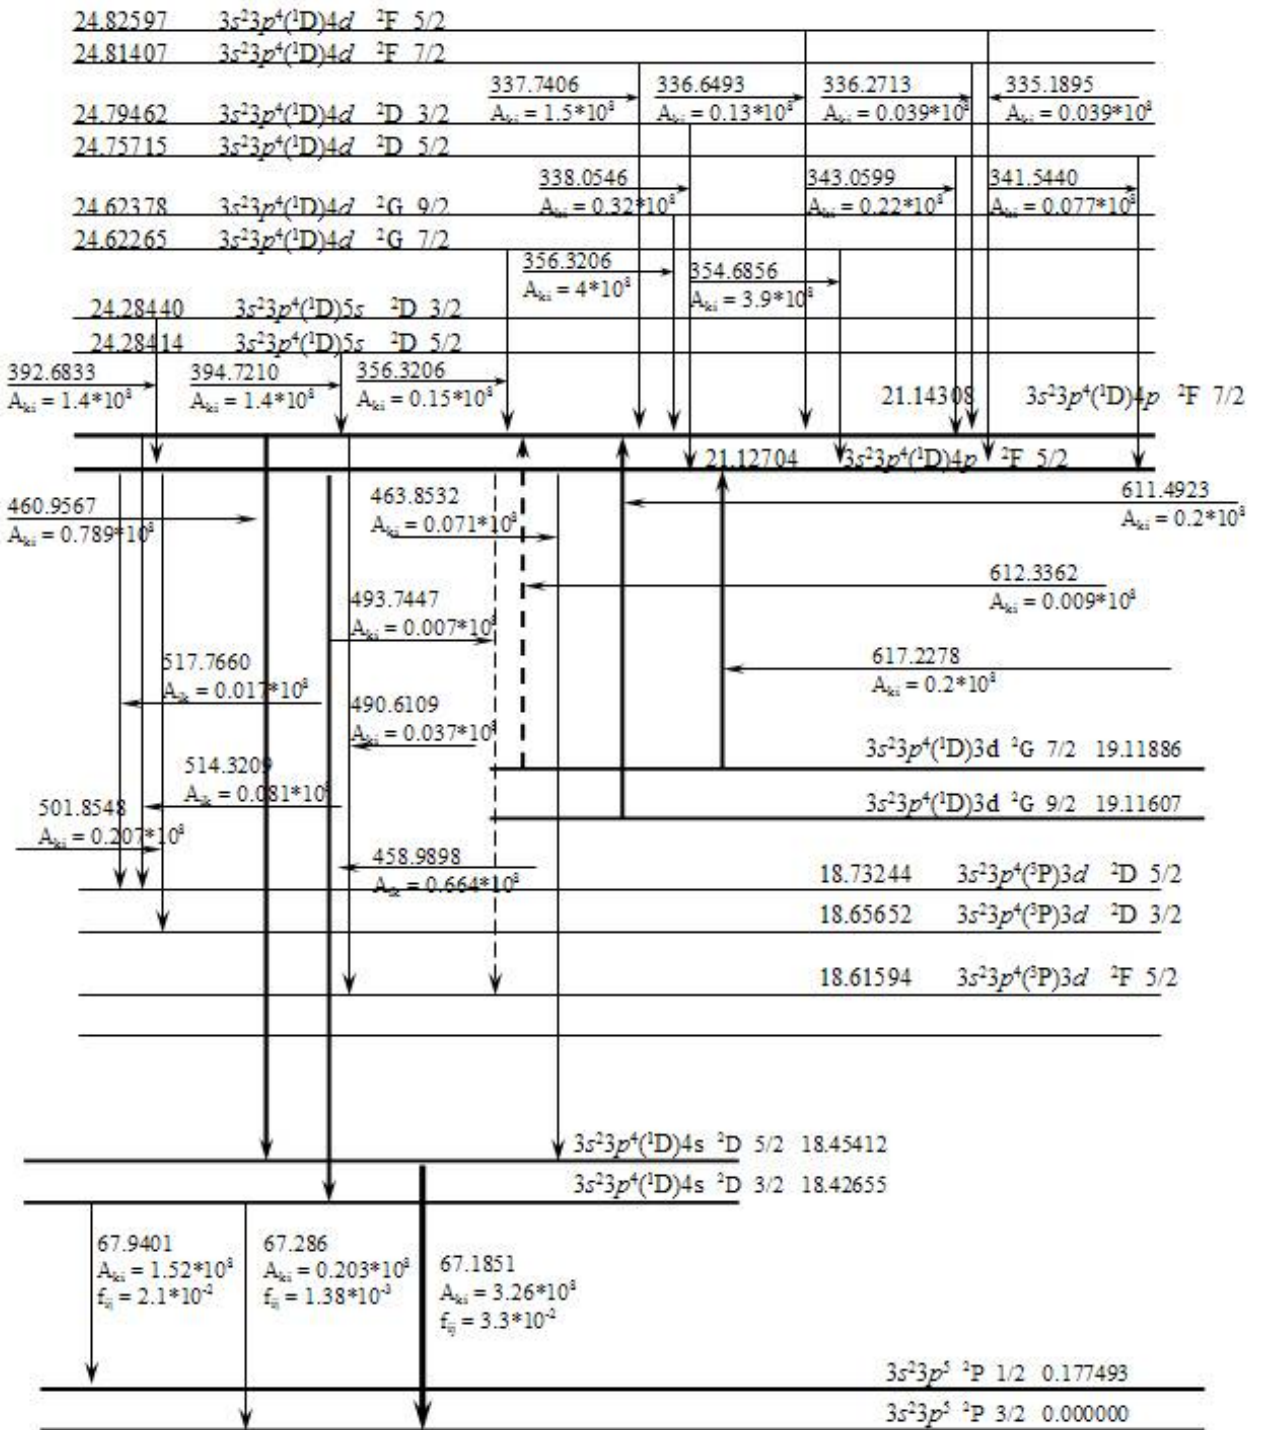 24.82597 3s²3p⁴(¹D)4d ²F 5/2
24.81407 3s²3p⁴(¹D)4d ²F 7/2
337.7406 336.6493 336.2713 335.1895
Aₖᵢ = 1.5*10⁸ Aₖᵢ = 0.13*10⁸ Aₖᵢ = 0.039*10⁸ Aₖᵢ = 0.039*10⁸
24.79462 3s²3p⁴(¹D)4d ²D 3/2
24.75715 3s²3p⁴(¹D)4d ²D 5/2
338.0546 343.0599 341.5440
Aₖᵢ = 0.32*10⁸ Aₖᵢ = 0.22*10⁸ Aₖᵢ = 0.077*10⁸
24.62378 3s²3p⁴(¹D)4d ²G 9/2
24.62265 3s²3p⁴(¹D)4d ²G 7/2
356.3206 354.6856
Aₖᵢ = 4*10⁸ Aₖᵢ = 3.9*10⁸
24.28440 3s²3p⁴(¹D)5s ²D 3/2
24.28414 3s²3p⁴(¹D)5s ²D 5/2
392.6833 394.7210 356.3206
Aₖᵢ = 1.4*10⁸ Aₖᵢ = 1.4*10⁸ Aₖᵢ = 0.15*10⁸
21.14308 3s²3p⁴(¹D)4p ²F 7/2
21.12704 3s²3p⁴(¹D)4p ²F 5/2
460.9567 463.8532 611.4923
Aₖᵢ = 0.789*10⁸ Aₖᵢ = 0.071*10⁸ Aₖᵢ = 0.2*10⁸
612.3362
Aₖᵢ = 0.009*10⁸
493.7447
Aₖᵢ = 0.007*10⁸
617.2278
Aₖᵢ = 0.2*10⁸
517.7660
Aᵢₖ = 0.017*10⁸
490.6109
Aₖᵢ = 0.037*10⁸
3s²3p⁴(¹D)3d ²G 7/2 19.11886
514.3209
Aᵢₖ = 0.081*10⁸
3s²3p⁴(¹D)3d ²G 9/2 19.11607
501.8548
Aₖᵢ = 0.207*10⁸
458.9898
Aᵢₖ = 0.664*10⁸
18.73244 3s²3p⁴(³P)3d ²D 5/2
18.65652 3s²3p⁴(³P)3d ²D 3/2
18.61594 3s²3p⁴(³P)3d ²F 5/2
3s²3p⁴(¹D)4s ²D 5/2 18.45412
3s²3p⁴(¹D)4s ²D 3/2 18.42655
67.9401 67.286 67.1851
Aₖᵢ = 1.52*10⁸ Aₖᵢ = 0.203*10⁸ Aₖᵢ = 3.26*10⁸
fᵢⱼ = 2.1*10⁻² fᵢⱼ = 1.38*10⁻³ fᵢⱼ = 3.3*10⁻²
3s²3p⁵ ²P 1/2 0.177493
3s²3p⁵ ²P 3/2 0.000000